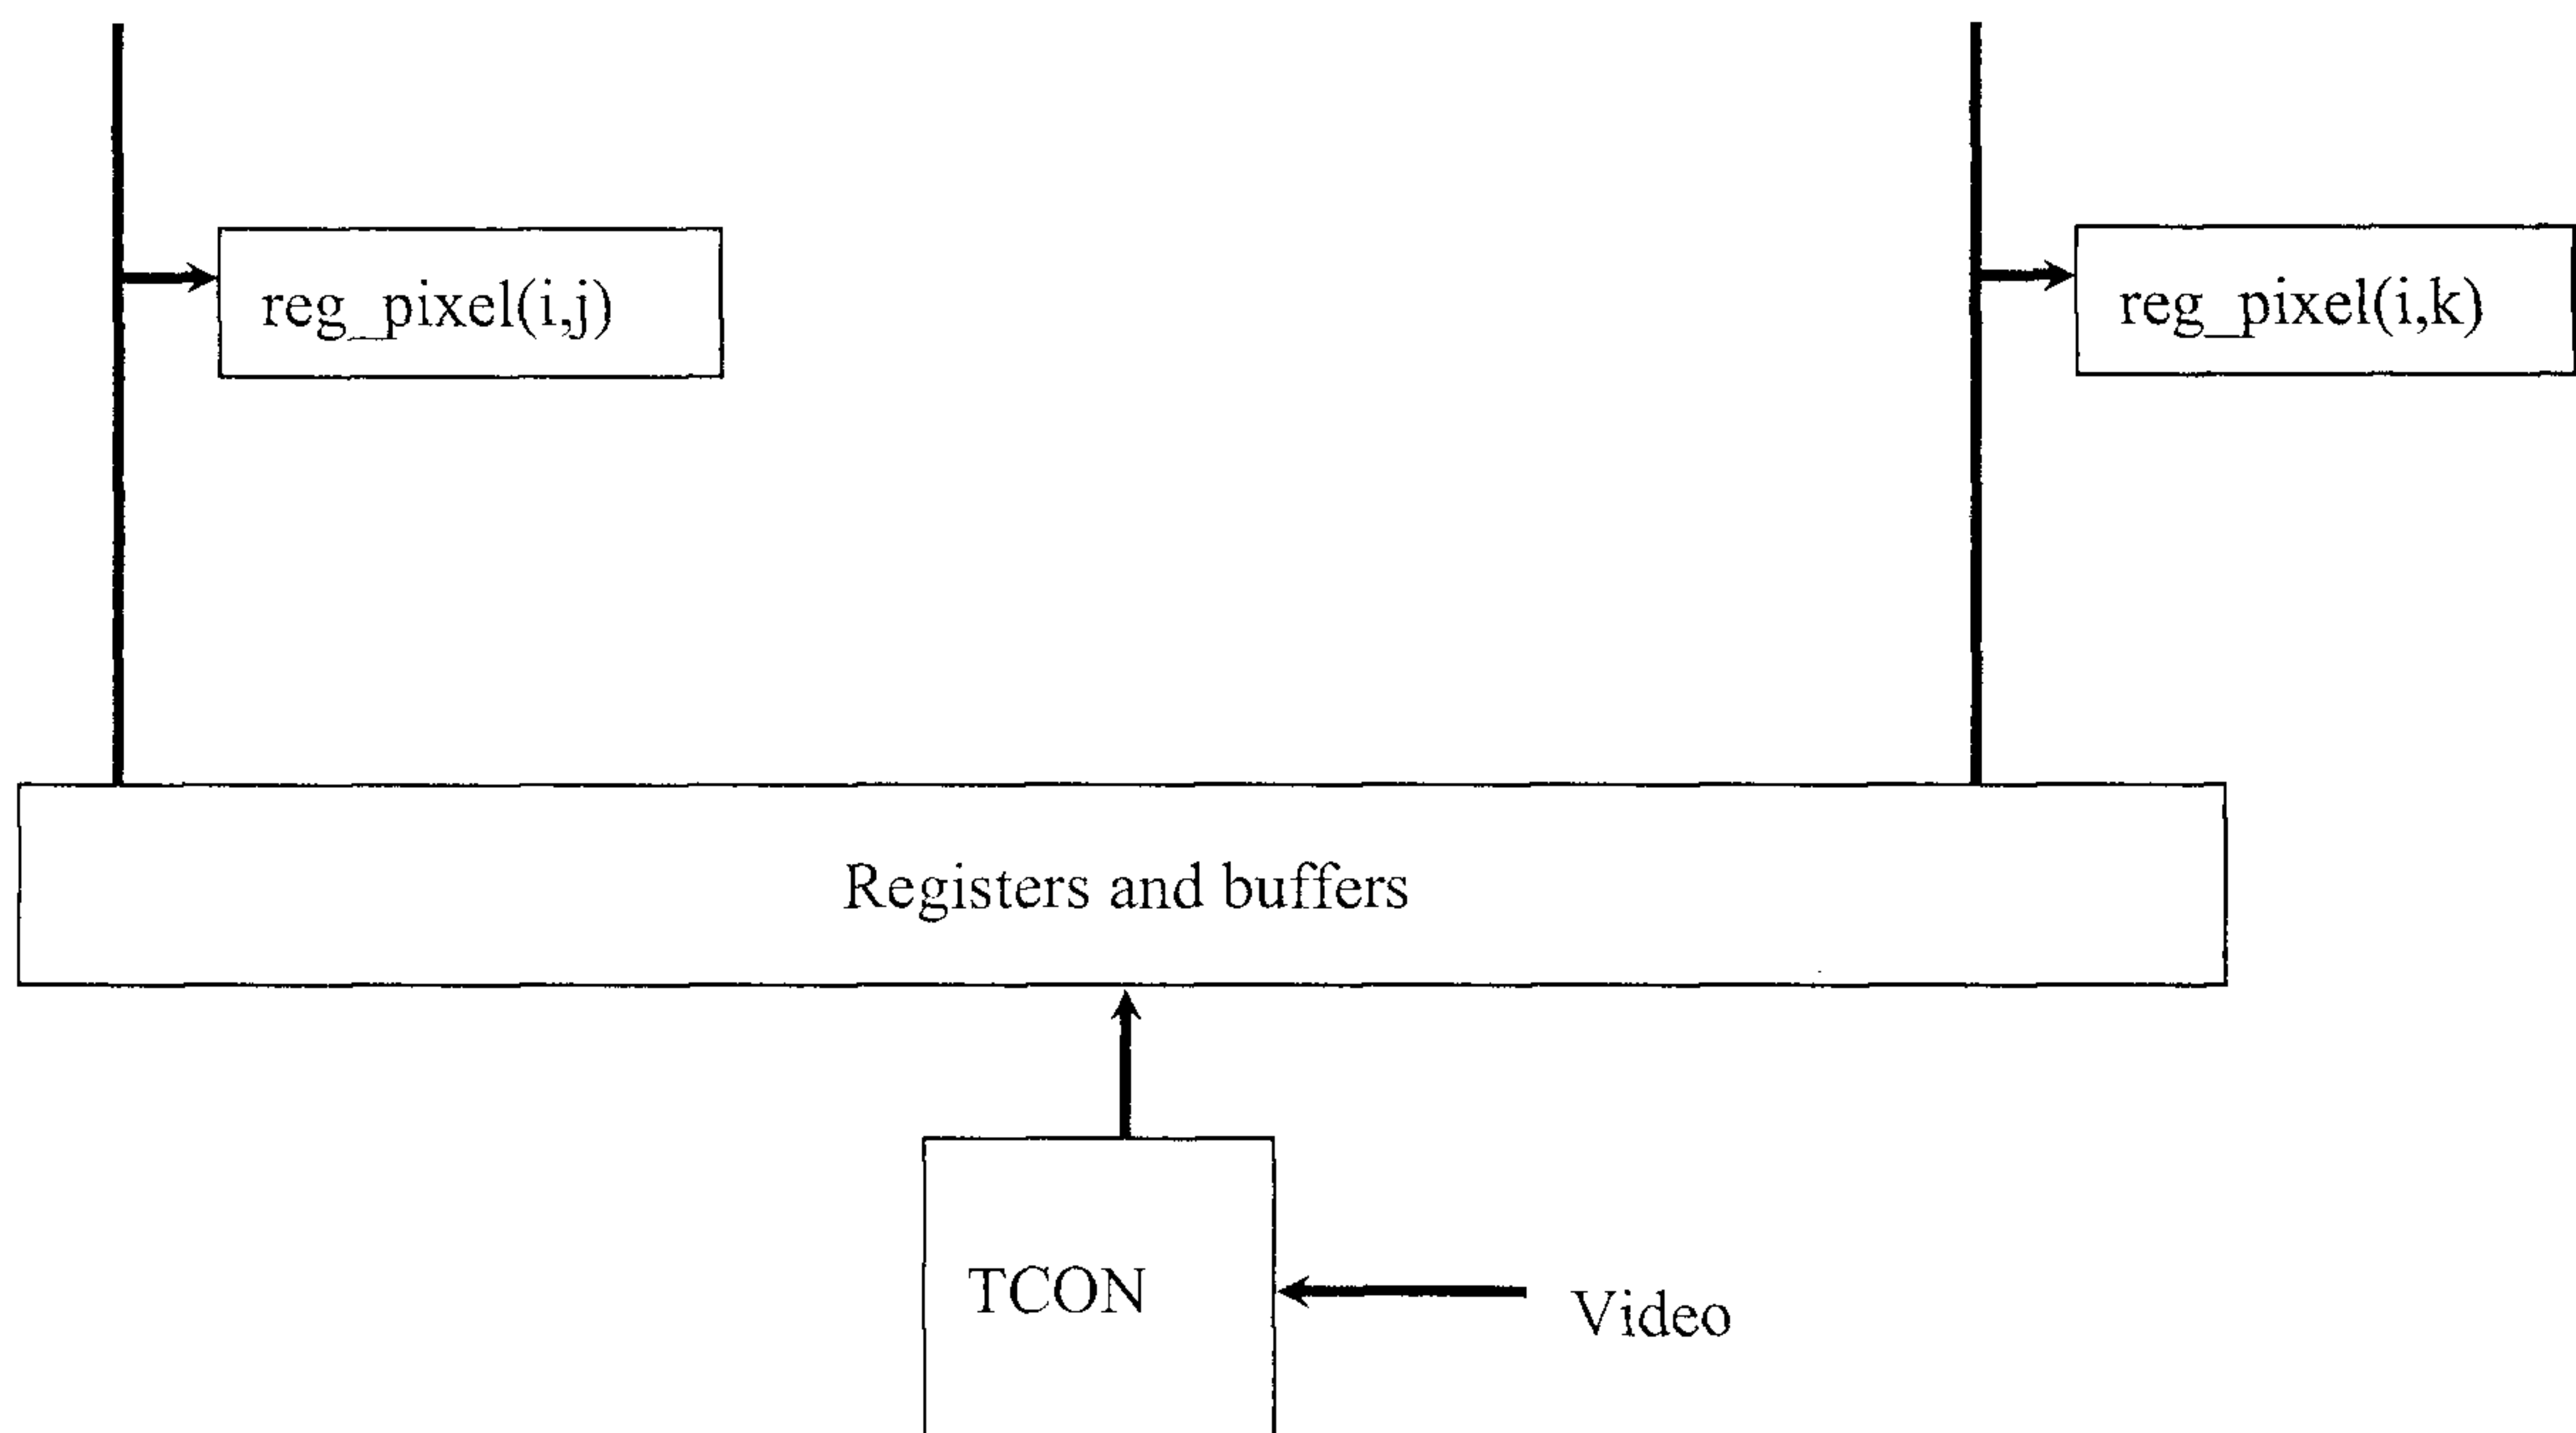 reg_pixel(i,j)
reg_pixel(i,k)
Registers and buffers
TCON
Video